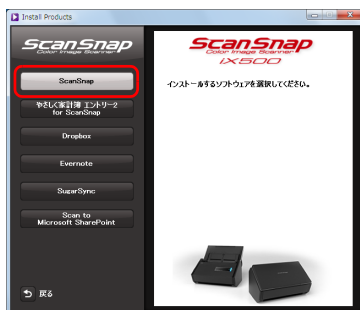 Install Products
ScanSnap
Color Image Scanner
ScanSnap
やさしく家計簿 エントリー2
for ScanSnap
Dropbox
Evernote
SugarSync
Scan to
Microsoft SharePoint
戻る
ScanSnap
Color Image Scanner
iX500
インストールするソフトウェアを選択してください。